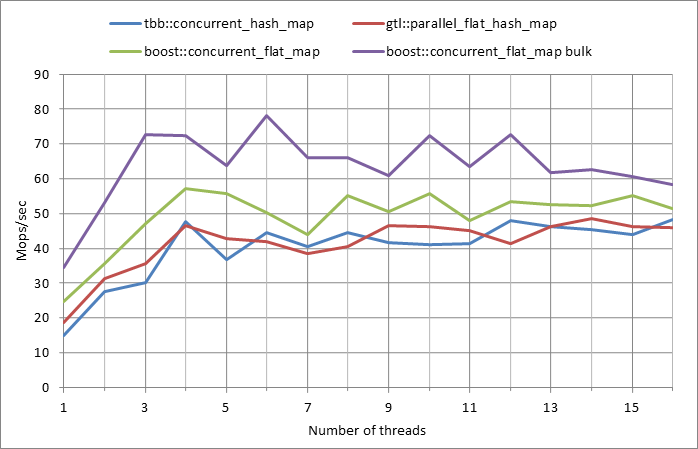 tbb::concurrent_hash_map gtl::parallel_flat_hash_map
boost::concurrent_flat_map boost::concurrent_flat_map bulk
90
80
70
60
50
40
30
20
10
0
Mops/sec
1 3 5 7 9 11 13 15
Number of threads